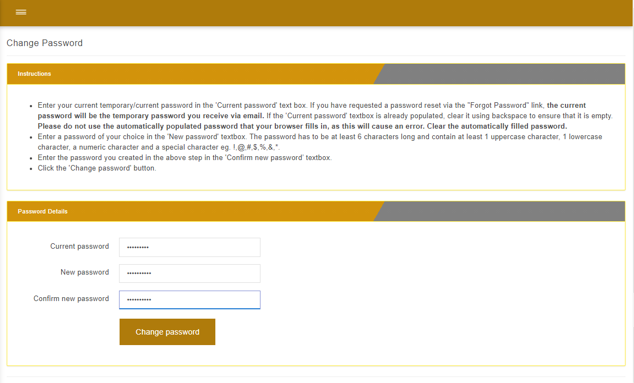 Change Password
Instructions
Enter your current temporary/current password in the 'Current password' text box. If you have requested a password reset via the "Forgot Password" link, the current
password will be the temporary password you receive via email. If the 'Current password' textbox is already populated, clear it using backspace to ensure that it is empty.
Please do not use the automatically populated password that your browser fills in, as this will cause an error. Clear the automatically filled password.
Enter a password of your choice in the 'New password' textbox. The password has to be at least 6 characters long and contain at least 1 uppercase character, 1 lowercase
character, a numeric character and a special character eg. !,@,#,$,%,&,*.
Enter the password you created in the above step in the 'Confirm new password' textbox.
Click the 'Change password' button.
Password Details
Current password
New password
Confirm new password
Change password